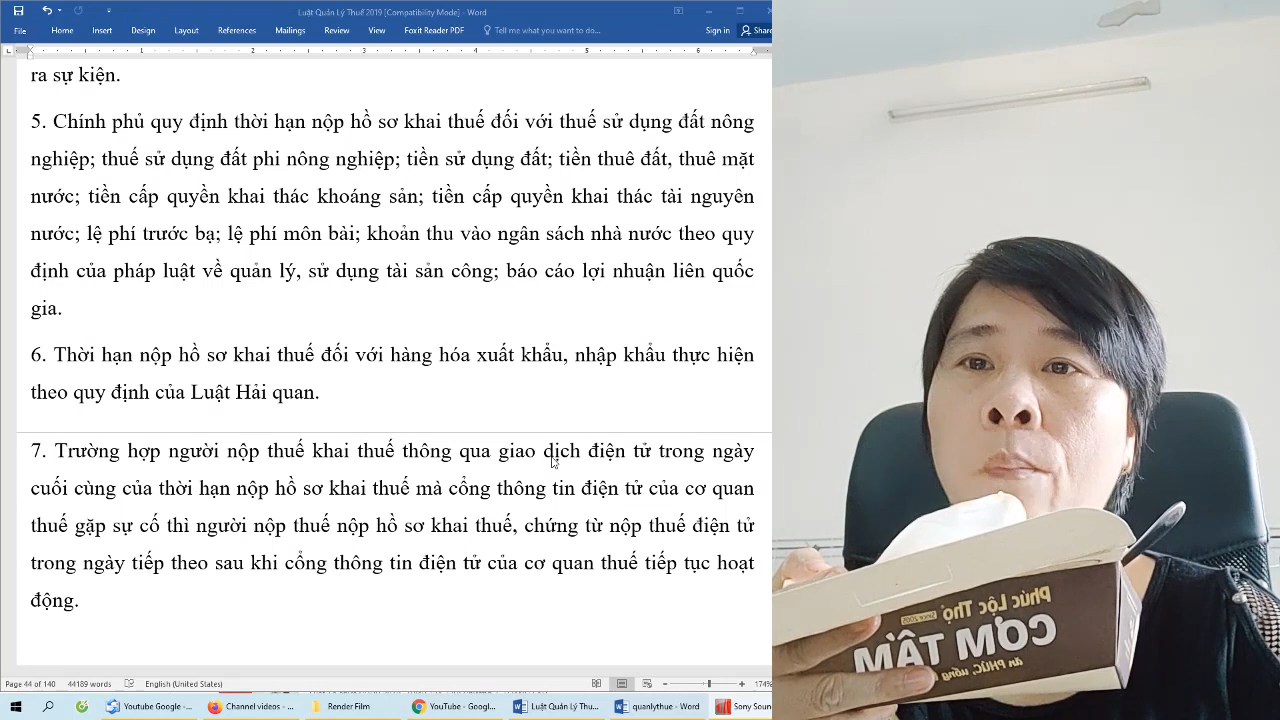 Luật Quản Lý Thuế 2019 [Compatibility Mode] - Word
File Home Insert Design Layout References Mailings Review View Foxit Reader PDF Tell me what you want to do... Sign in Share
1 2 3 4 5 6
ra sự kiện.
5. Chính phủ quy định thời hạn nộp hồ sơ khai thuế đối với thuế sử dụng đất nông
nghiệp; thuế sử dụng đất phi nông nghiệp; tiền sử dụng đất; tiền thuê đất, thuê mặt
nước; tiền cấp quyền khai thác khoáng sản; tiền cấp quyền khai thác tài nguyên
nước; lệ phí trước bạ; lệ phí môn bài; khoản thu vào ngân sách nhà nước theo quy
định của pháp luật về quản lý, sử dụng tài sản công; báo cáo lợi nhuận liên quốc
gia.
6. Thời hạn nộp hồ sơ khai thuế đối với hàng hóa xuất khẩu, nhập khẩu thực hiện
theo quy định của Luật Hải quan.
7. Trường hợp người nộp thuế khai thuế thông qua giao dịch điện tử trong ngày
cuối cùng của thời hạn nộp hồ sơ khai thuế mà cổng thông tin điện tử của cơ quan
thuế gặp sự cố thì người nộp thuế nộp hồ sơ khai thuế, chứng từ nộp thuế điện tử
trong ngày tiếp theo sau khi cổng thông tin điện tử của cơ quan thuế tiếp tục hoạt
động.
Page 44 of 140 44189 words English (United States) 174%
Youtube Google -... Channel videos - ... Render Film YouTube - Googl... Luật Quản Lý Thu... quanlythue - Word Sony Soun
Phúc Lộc Thọ
Since 2005
CƠM TẤM
ăn PHÚC, uống